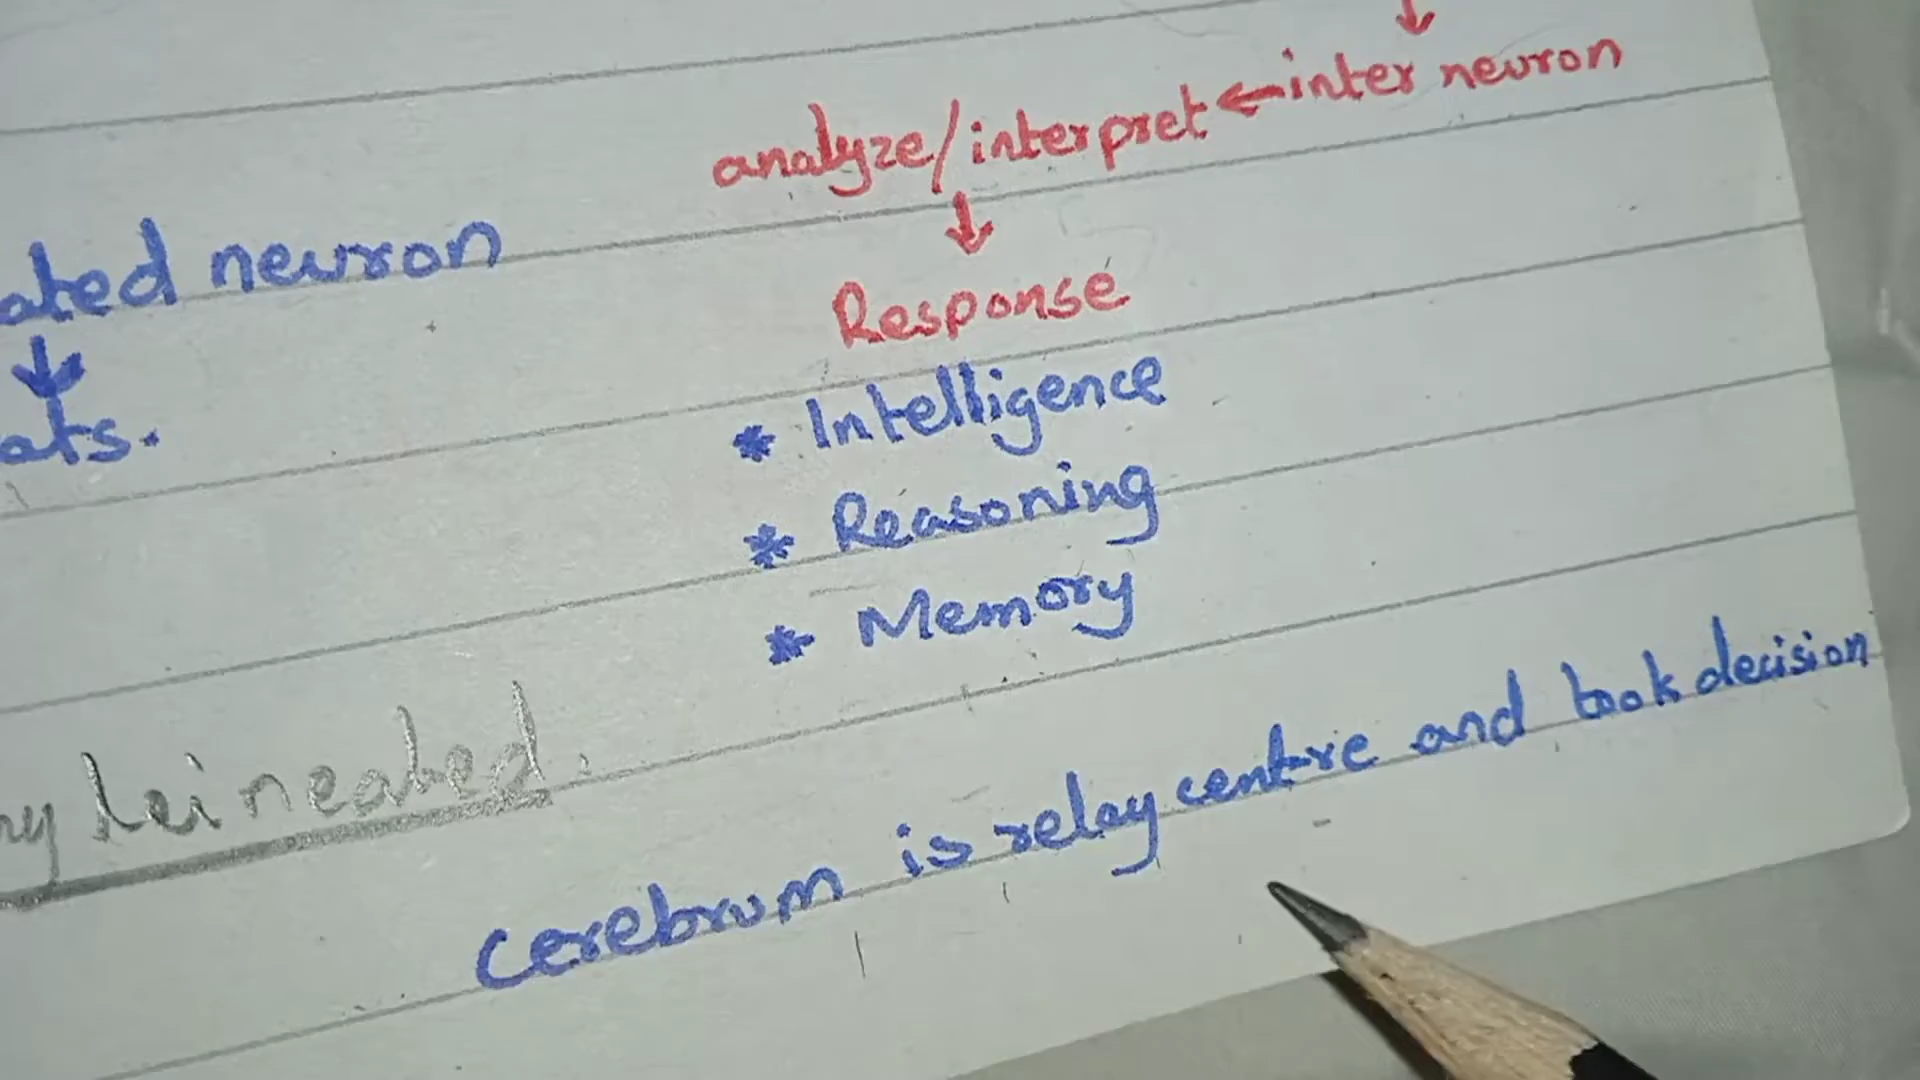 inter neuron
analyze/interpret ←
↓
ated neuron
Response
↓
ats.
* Intelligence
* Reasoning
* Memory
cerebrum is relay centre and took decision